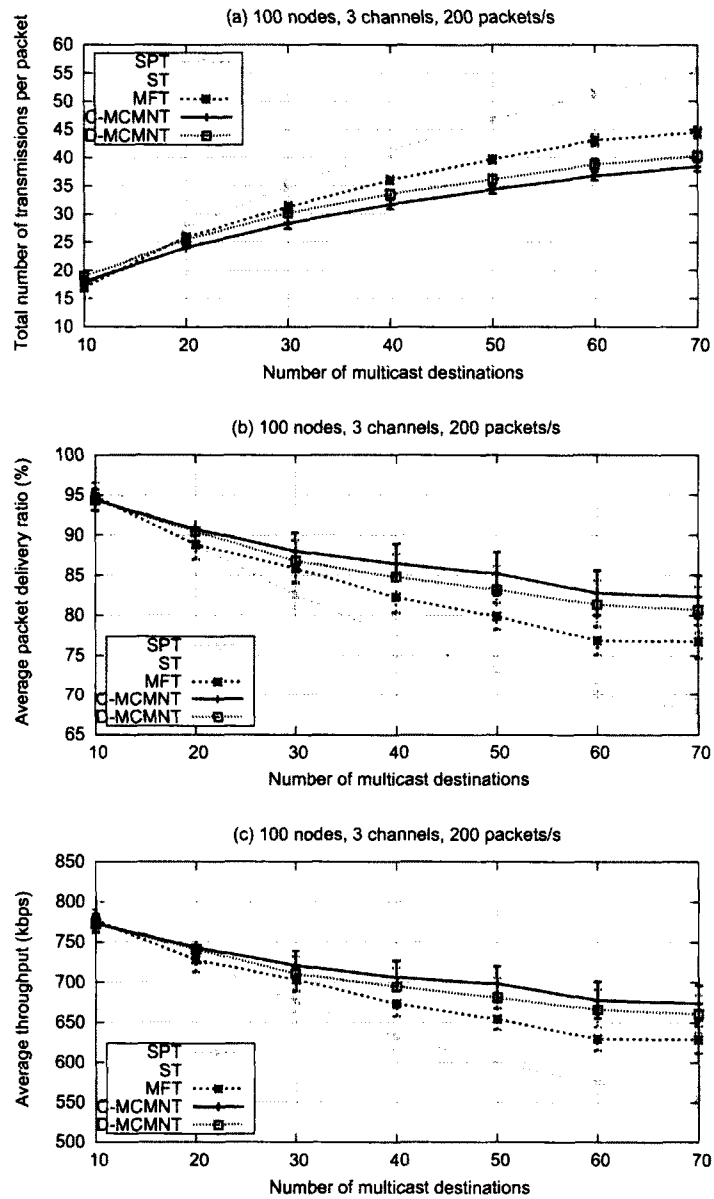 (a) 100 nodes, 3 channels, 200 packets/s
Total number of transmissions per packet
60
55
50
45
40
35
30
25
20
15
10
SPT
ST
MFT
C-MCMNT
D-MCMNT
10 20 30 40 50 60 70
Number of multicast destinations
(b) 100 nodes, 3 channels, 200 packets/s
Average packet delivery ratio (%)
100
95
90
85
80
75
70
65
SPT
ST
MFT
C-MCMNT
D-MCMNT
10 20 30 40 50 60 70
Number of multicast destinations
(c) 100 nodes, 3 channels, 200 packets/s
Average throughput (kbps)
850
800
750
700
650
600
550
500
SPT
ST
MFT
C-MCMNT
D-MCMNT
10 20 30 40 50 60 70
Number of multicast destinations